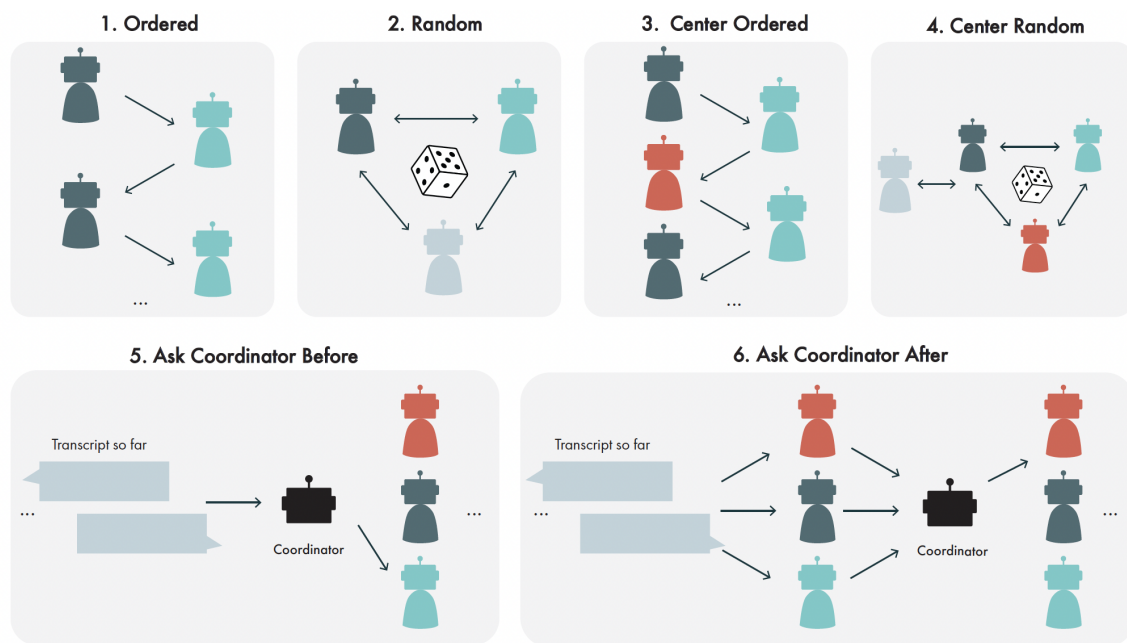 1. Ordered
2. Random
3. Center Ordered
4. Center Random
...
...
5. Ask Coordinator Before
6. Ask Coordinator After
Transcript so far
...
Coordinator
...
Transcript so far
...
Coordinator
...